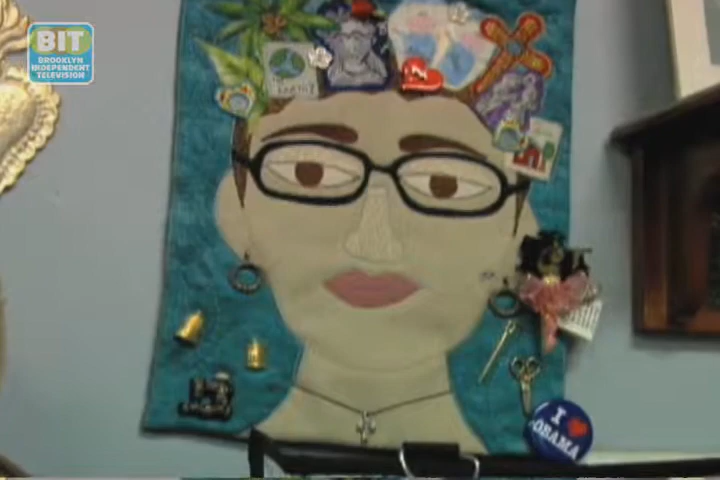 BIT
BROOKLYN
INDEPENDENT
TELEVISION
I
OBAMA